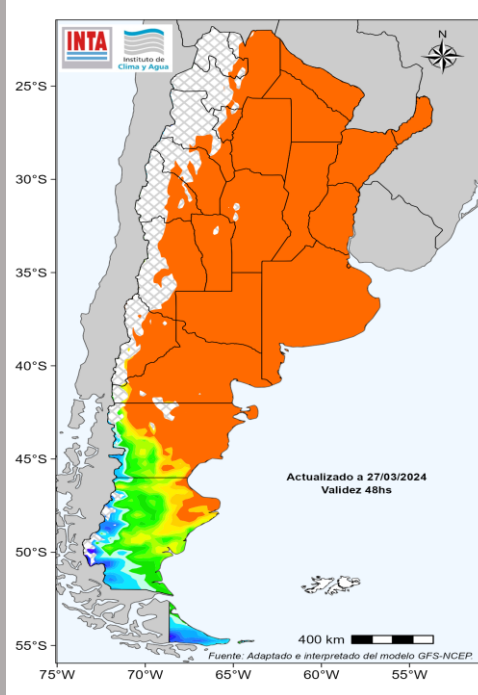 INTA
Instituto de
Clima y Agua
N
25°S
30°S
35°S
40°S
45°S
Actualizado a 27/03/2024
Validez 48hs
50°S
400 km
55°S
Fuente: Adaptado e interpretado del modelo GFS-NCEP.
75°W 70°W 65°W 60°W 55°W